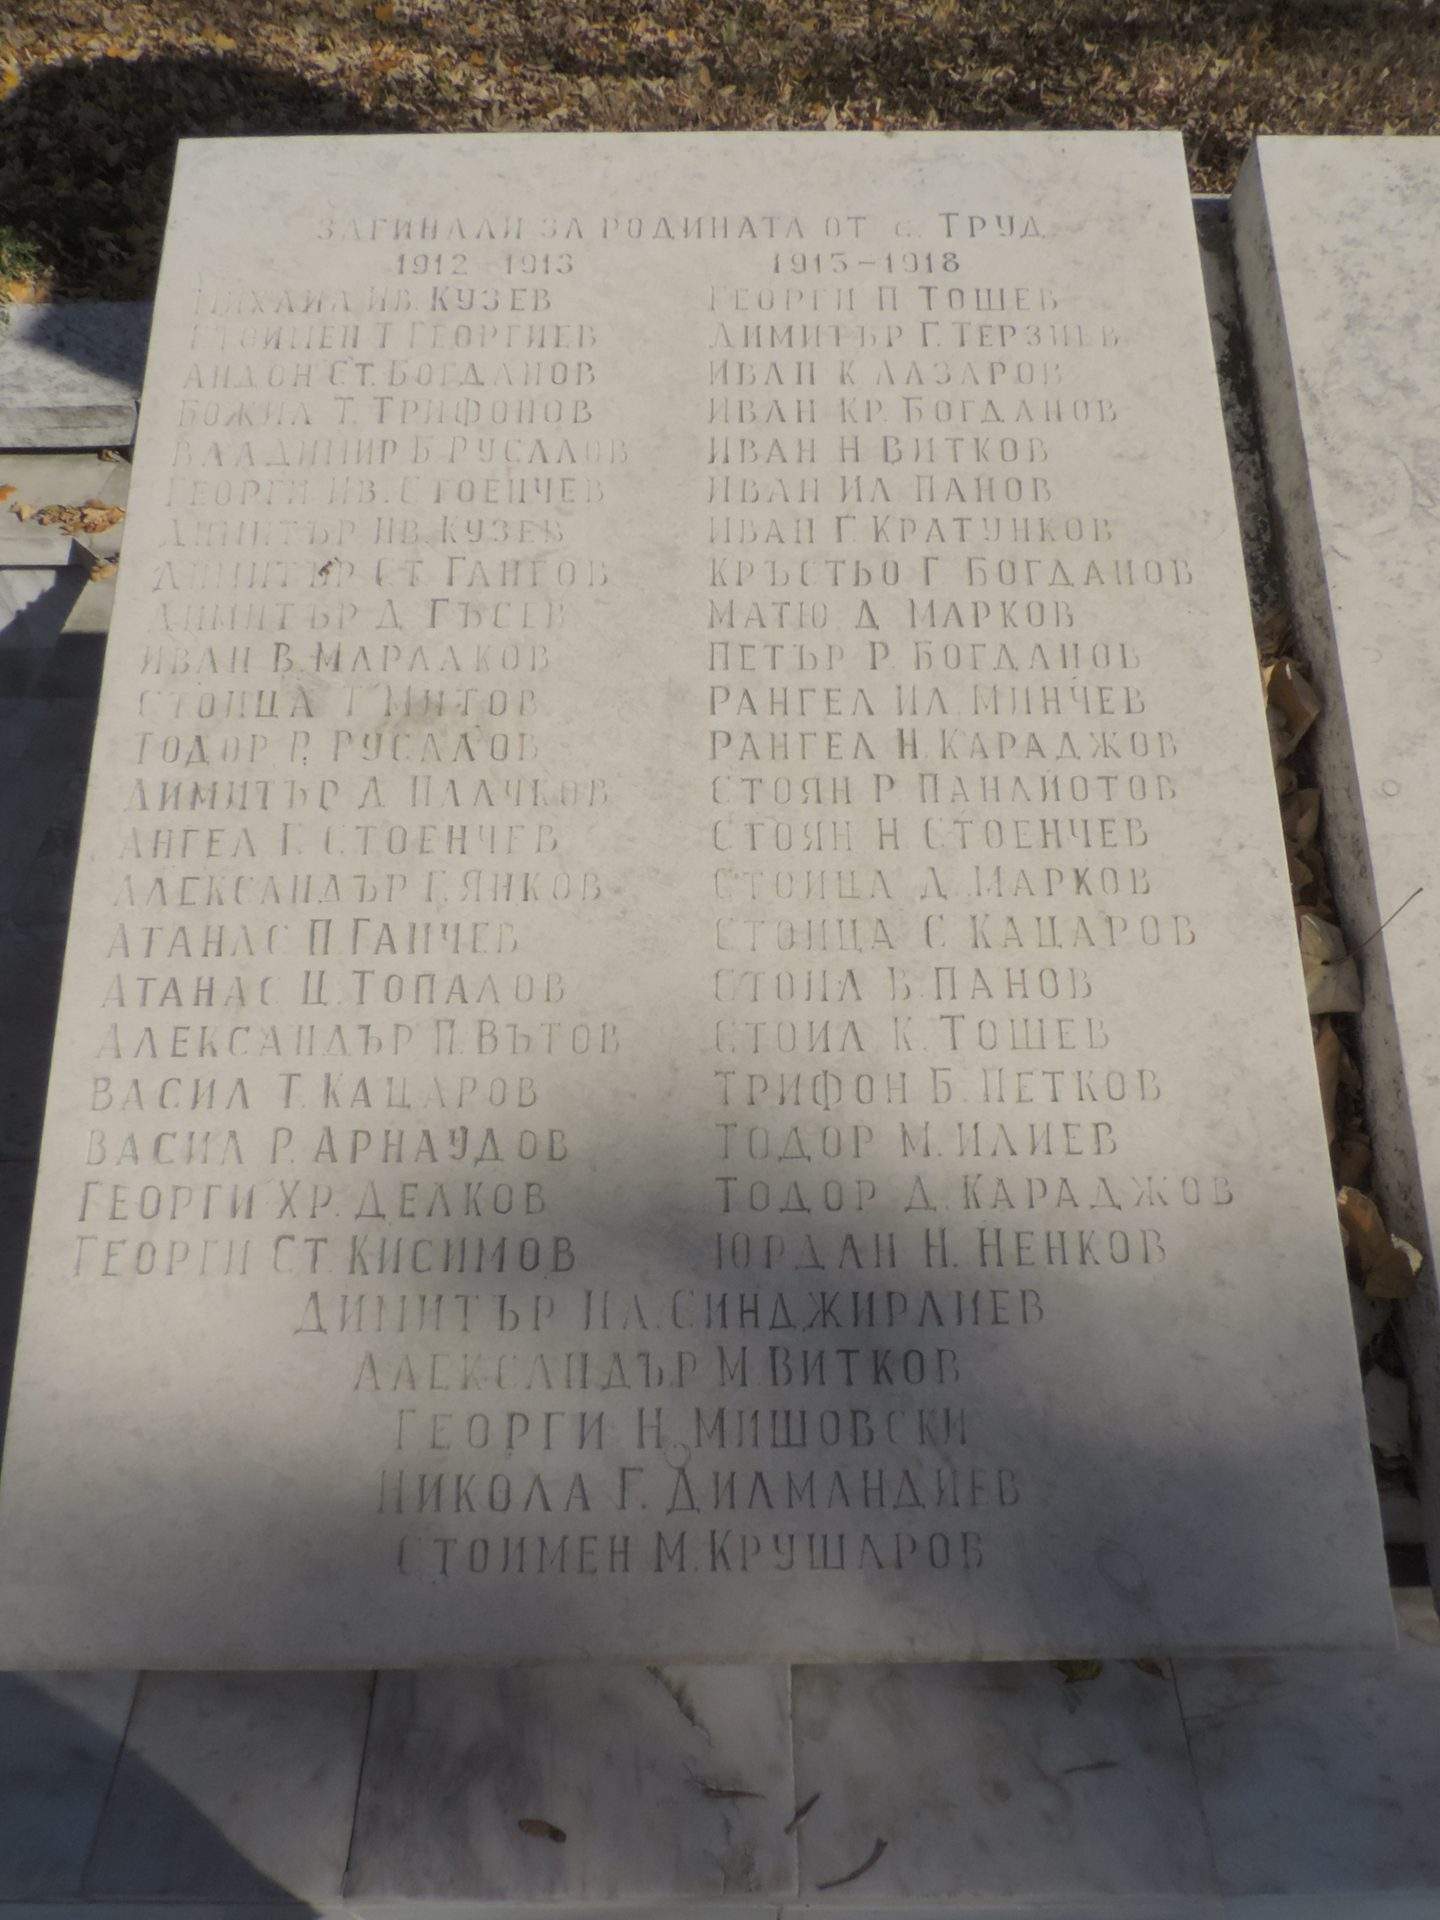 ЗАГИНАЛИ ЗА РОДИНАТА ОТ с. ТРУД
1912-1913
МИХАИЛ ИВ. КУЗЕВ
СТОИМЕН Т ГЕОРГИЕВ
АНДОН СТ. БОГДАНОВ
БОЖИЛ Т. ТРИФОНОВ
ВЛАДИМИР Б РУСАЛОВ
ГЕОРГИ ИВ. СТОЕНЧЕВ
ДИМИТЪР ИВ. КУЗЕВ
ДИМИТЪР СТ ГАНГОВ
ДИМИТЪР Д ГЪСЕВ
ИВАН В. МАРЛАКОВ
СТОИЦА Т МИТОВ
ТОДОР Р. РУСАЛОВ
ДИМИТЪР Д ПЛАЧКОВ
АНГЕЛ Г. СТОЕНЧЕВ
АЛЕКСАНДЪР Г. ЯНКОВ
АТАНАС П. ГАНЧЕВ
АТАНАС Ц. ТОПАЛОВ
АЛЕКСАНДЪР П. ВЪТОВ
ВАСИЛ Т. КАЦАРОВ
ВАСИЛ Р. АРНАУДОВ
ГЕОРГИ ХР. ДЕЛКОВ
ГЕОРГИ СТ КИСИМОВ
1915-1918
ГЕОРГИ П ТОШЕВ
ДИМИТЪР Г. ТЕРЗИЕВ
ИВАН К ЛАЗАРОВ
ИВАН КР. БОГДАНОВ
ИВАН Н ВИТКОВ
ИВАН ИЛ ПАНОВ
ИВАН Г. КРАТУНКОВ
КРЪСТЬО Г БОГДАНОВ
МАТЮ Д МАРКОВ
ПЕТЪР Р. БОГДАНОВ
РАНГЕЛ ИЛ. МИНЧЕВ
РАНГЕЛ Н. КАРАДЖОВ
СТОЯН Р ПАНАЙОТОВ
СТОЯН Н СТОЕНЧЕВ
СТОИЦА Д. МАРКОВ
СТОИЦА С КАЦАРОВ
СТОИЛ Б. ПАНОВ
СТОИЛ К. ТОШЕВ
ТРИФОН Б. ПЕТКОВ
ТОДОР М. ИЛИЕВ
ТОДОР Д. КАРАДЖОВ
ЮРДАН Н. НЕНКОВ
ДИМИТЪР ИЛ. СИНДЖИРЛИЕВ
АЛЕКСАНДЪР М ВИТКОВ
ГЕОРГИ Н. МИШОВСКИ
НИКОЛА Г. ДИЛМАНДИЕВ
СТОИМЕН М. КРУШАРОВ